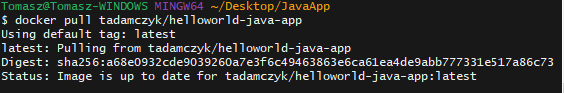 Tomasz@Tomasz-WINDOWS MINGW64 ~/Desktop/JavaApp
$ docker pull tadamczyk/helloworld-java-app
Using default tag: latest
latest: Pulling from tadamczyk/helloworld-java-app
Digest: sha256:a68e0932cde9039260a7e3f6c49463863e6ca61ea4de9abb777331e517a86c73
Status: Image is up to date for tadamczyk/helloworld-java-app:latest